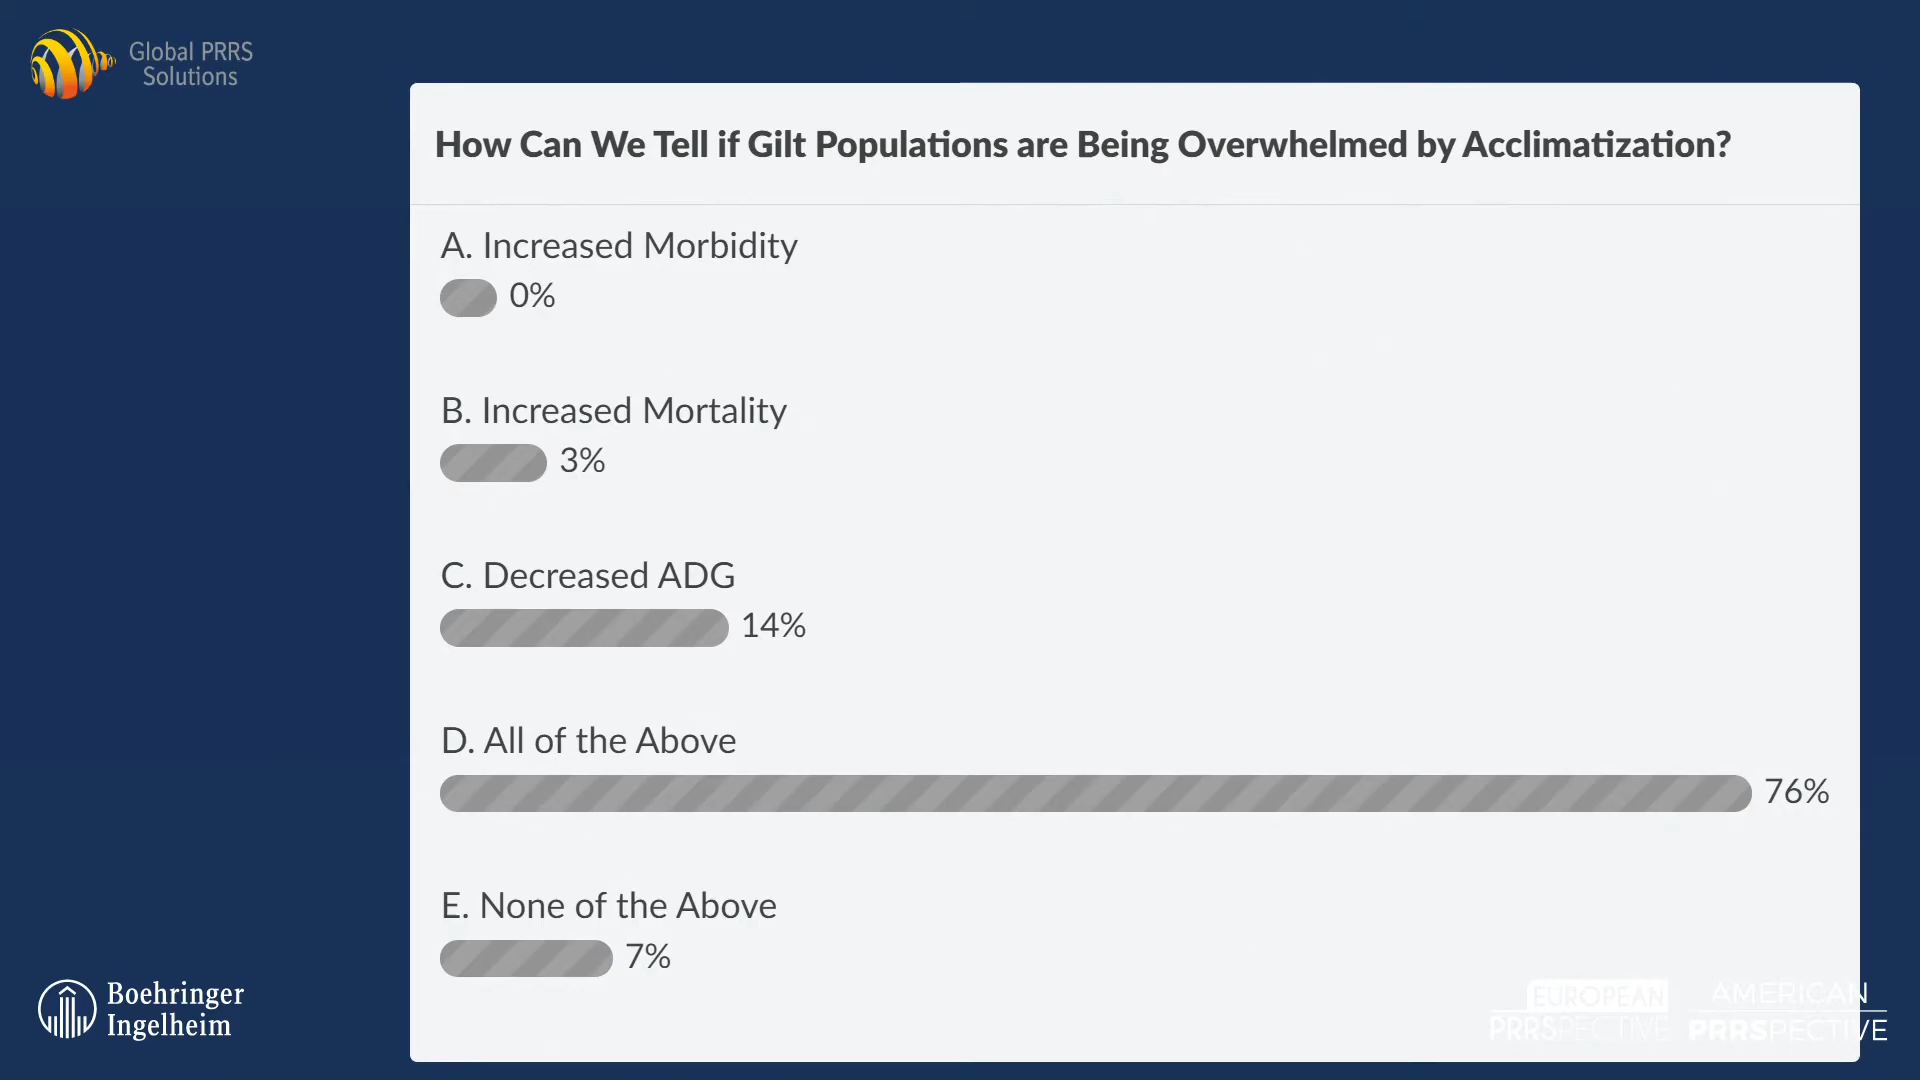 Global PRRS
Solutions
How Can We Tell if Gilt Populations are Being Overwhelmed by Acclimatization?
A. Increased Morbidity
0%
B. Increased Mortality
3%
C. Decreased ADG
14%
D. All of the Above
76%
E. None of the Above
7%
Boehringer
Ingelheim
EUROPEAN
PRRSPECTIVE
AMERICAN
PRRSPECTIVE